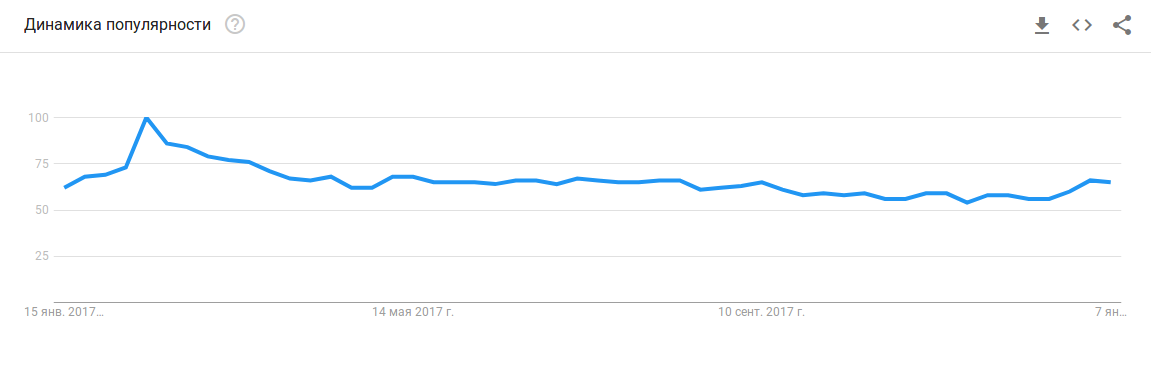 Динамика популярности ?
100
75
50
25
15 янв. 2017…
14 мая 2017 г.
10 сент. 2017 г.
7 ян…